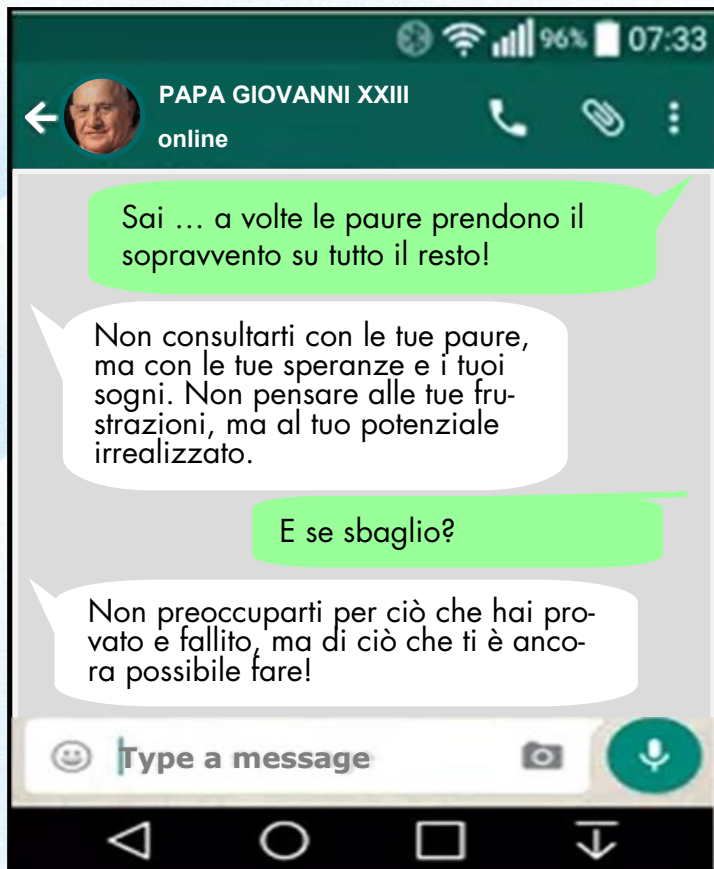 96% 07:33
PAPA GIOVANNI XXIII
online
Sai ... a volte le paure prendono il
sopravvento su tutto il resto!
Non consultarti con le tue paure,
ma con le tue speranze e i tuoi
sogni. Non pensare alle tue fru-
strazioni, ma al tuo potenziale
irrealizzato.
E se sbaglio?
Non preoccuparti per ciò che hai pro-
vato e fallito, ma di ciò che ti è anco-
ra possibile fare!
Type a message